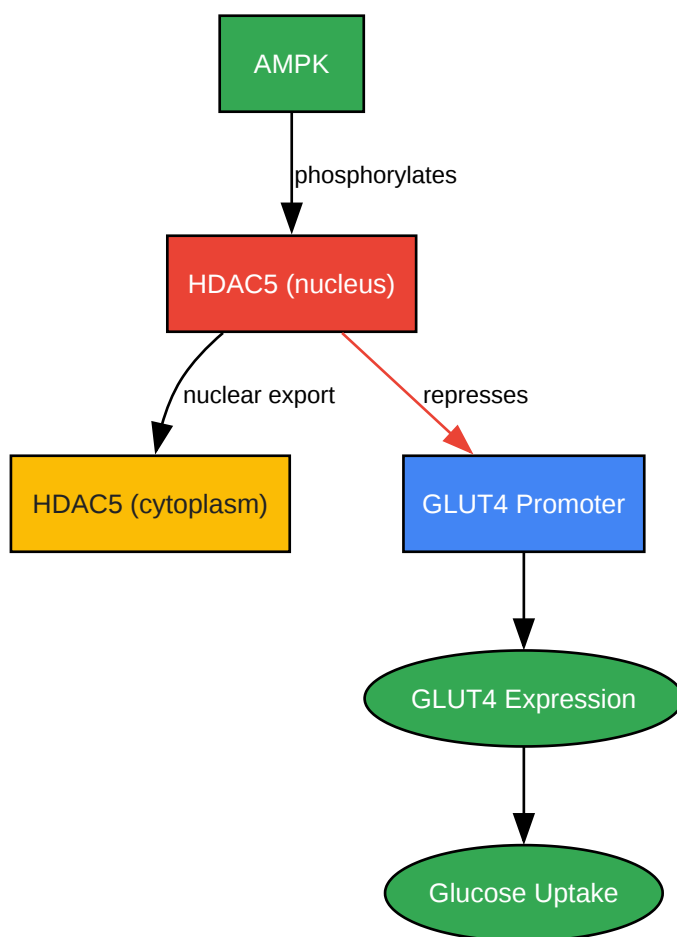 AMPK
phosphorylates
HDAC5 (nucleus)
nuclear export
represses
HDAC5 (cytoplasm)
GLUT4 Promoter
GLUT4 Expression
Glucose Uptake